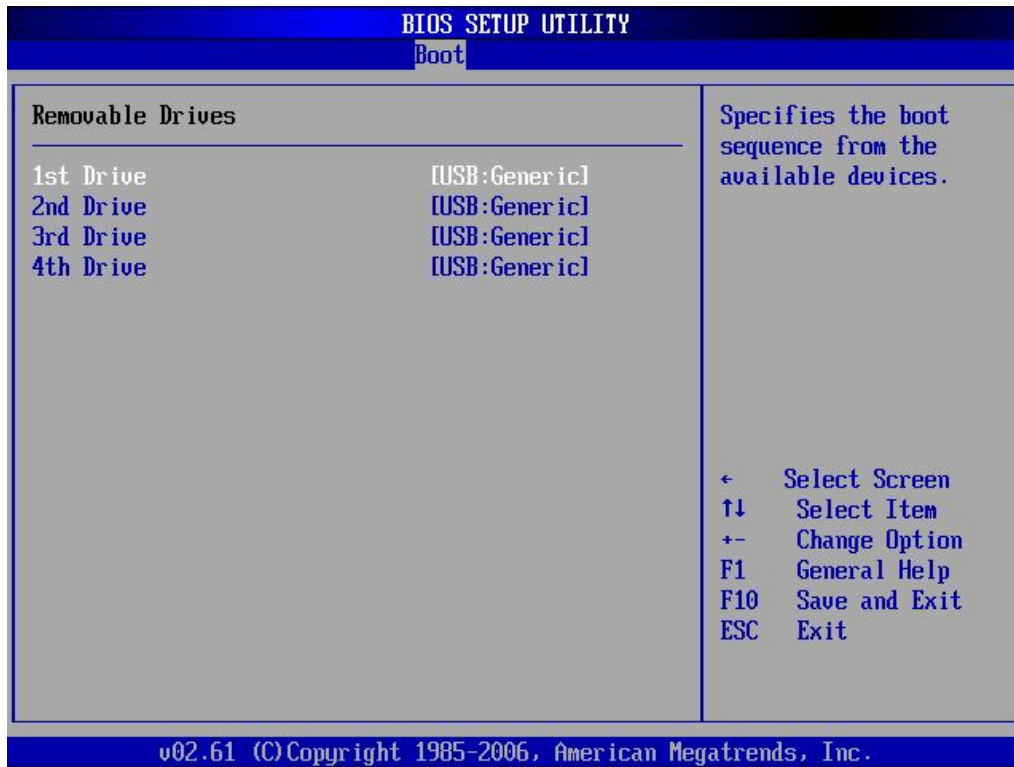 BIOS SETUP UTILITY
Boot
Removable Drives
1st Drive [USB:Generic]
2nd Drive [USB:Generic]
3rd Drive [USB:Generic]
4th Drive [USB:Generic]
Specifies the boot
sequence from the
available devices.
← Select Screen
↑↓ Select Item
+- Change Option
F1 General Help
F10 Save and Exit
ESC Exit
v02.61 (C)Copyright 1985-2006, American Megatrends, Inc.